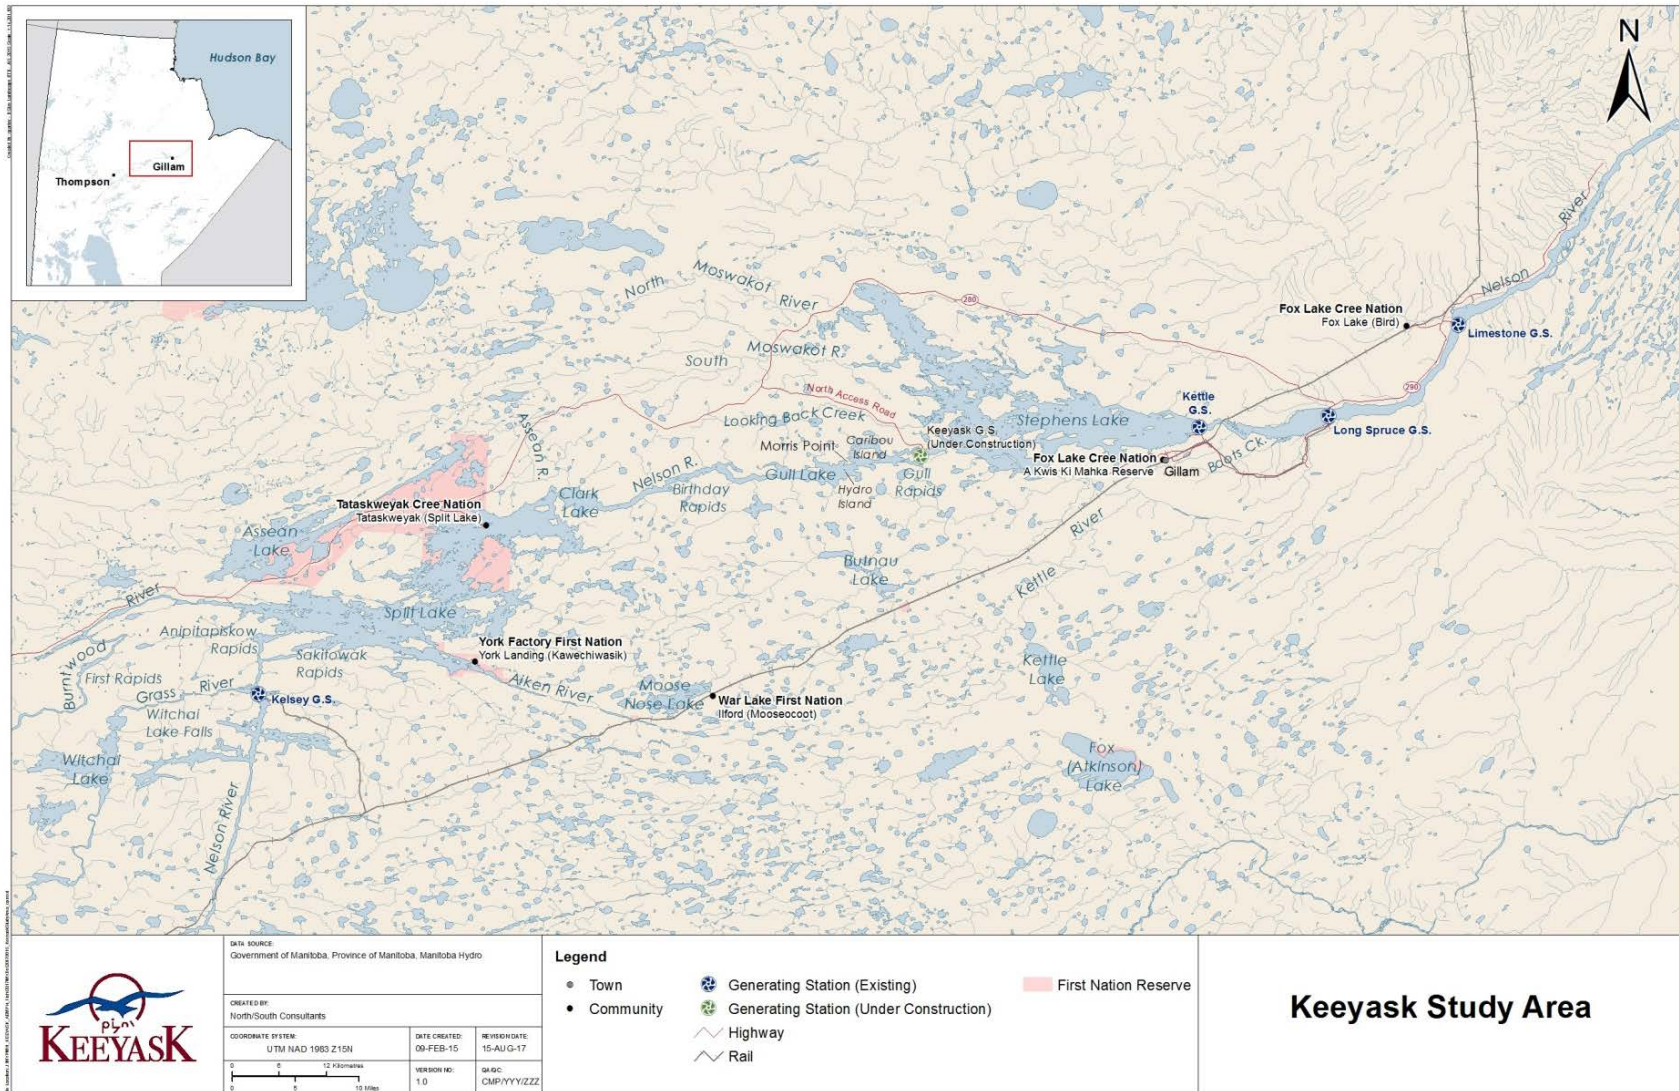 Hudson Bay
Gillam
Thompson
N
North
Moswakot
River
280
Fox Lake Cree Nation
Fox Lake (Bird)
Nelson
River
Limestone G.S.
South
Moswakot R.
290
North Access Road
Looking Back Creek
Stephens Lake
Kettle
G.S.
Long Spruce G.S.
Assean R.
Morris Point
Caribou
Island
Keeyask G.S.
(Under Construction)
Fox Lake Cree Nation
A Kwis Ki Mahka Reserve
Gillam
Boots Ck.
Nelson R.
Gull Lake
Gull
Rapids
Hydro
Island
Birthday
Rapids
Clark
Lake
Tataskweyak Cree Nation
Tataskweyak (Split Lake)
Assean
Lake
River
Kettle
Butnau
Lake
River
Burntwood
Split Lake
Anipitapiskow
Rapids
Sakitowak
Rapids
York Factory First Nation
York Landing (Kawechiwasik)
Aiken River
Moose
Nose Lake
War Lake First Nation
Ilford (Mooseocoot)
Kettle
Lake
First Rapids
Grass River
Kelsey G.S.
Witchai
Lake Falls
Witchai
Lake
Fox
(Atkinson)
Lake
Nelson River
KEEYASK
DATA SOURCE:
Government of Manitoba, Province of Manitoba, Manitoba Hydro
CREATED BY:
North/South Consultants
COORDINATE SYSTEM:
UTM NAD 1983 Z15N
DATE CREATED:
09-FEB-15
REVISION DATE:
15-AUG-17
0 6 12 Kilometres
0 5 10 Miles
VERSION NO:
1.0
QA/QC:
CMP/YYY/ZZZ
Legend
Town
Community
Generating Station (Existing)
Generating Station (Under Construction)
Highway
Rail
First Nation Reserve
Keeyask Study Area